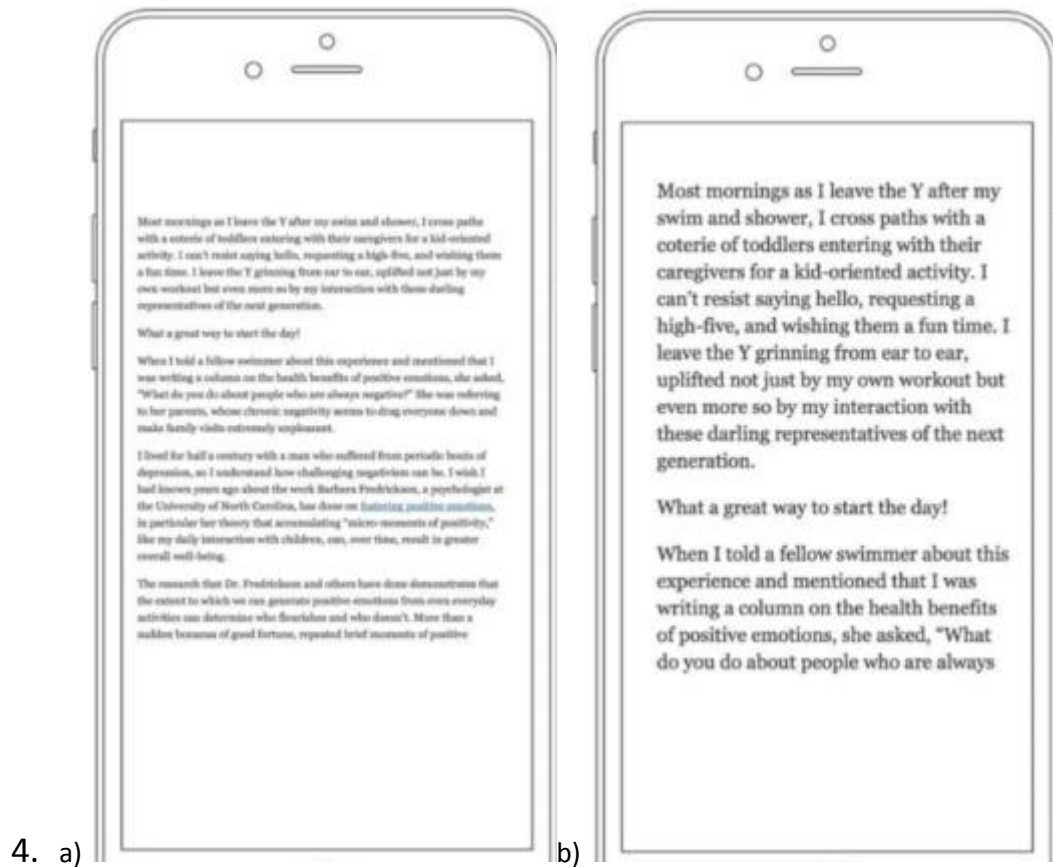 Most mornings as I leave the Y after my swim and shower, I cross paths
with a coterie of toddlers entering with their caregivers for a kid-oriented
activity. I can't resist saying hello, requesting a high-five, and wishing them
a fun time. I leave the Y grinning from ear to ear, uplifted not just by my
own workout but even more so by my interaction with these darling
representatives of the next generation.
What a great way to start the day!
When I told a fellow swimmer about this experience and mentioned that I
was writing a column on the health benefits of positive emotions, she asked,
“What do you do about people who are always negative?” She was referring
to her parents, whose chronic negativity seems to drag everyone down and
make family visits extremely unpleasant.
I lived for half a century with a man who suffered from periodic bouts of
depression, so I understand how challenging negativism can be. I wish I
had known years ago about the work Barbara Fredrickson, a psychologist at
the University of North Carolina, has done on fostering positive emotions,
in particular her theory that accumulating “micro-moments of positivity,”
like my daily interaction with children, can, over time, result in greater
overall well-being.
The research that Dr. Fredrickson and others have done demonstrates that
the extent to which we can generate positive emotions from even everyday
activities can determine who flourishes and who doesn't. More than a
sudden bonanza of good fortune, repeated brief moments of positive
4. a)
Most mornings as I leave the Y after my
swim and shower, I cross paths with a
coterie of toddlers entering with their
caregivers for a kid-oriented activity. I
can't resist saying hello, requesting a
high-five, and wishing them a fun time. I
leave the Y grinning from ear to ear,
uplifted not just by my own workout but
even more so by my interaction with
these darling representatives of the next
generation.
What a great way to start the day!
When I told a fellow swimmer about this
experience and mentioned that I was
writing a column on the health benefits
of positive emotions, she asked, “What
do you do about people who are always
b)